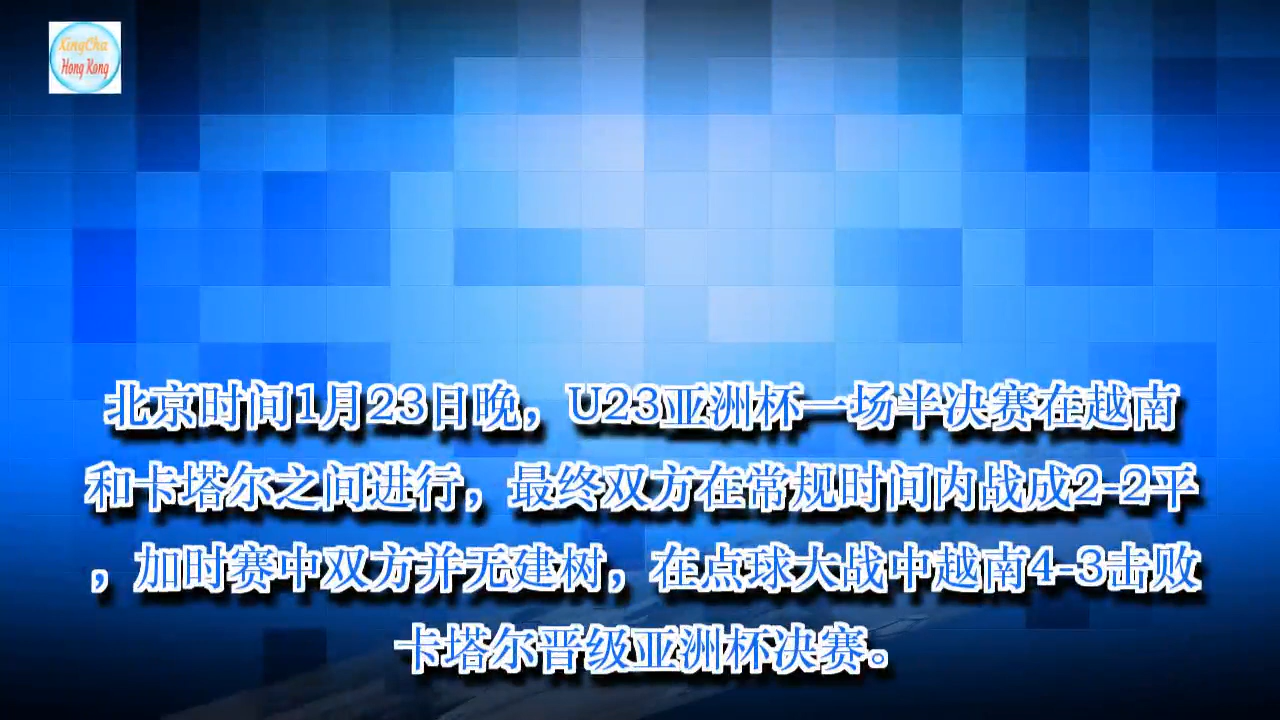 XingCha
Hong Kong
北京时间1月23日晚，U23亚洲杯一场半决赛在越南
和卡塔尔之间进行，最终双方在常规时间内战成2-2平
，加时赛中双方并无建树，在点球大战中越南4-3击败
卡塔尔晋级亚洲杯决赛。